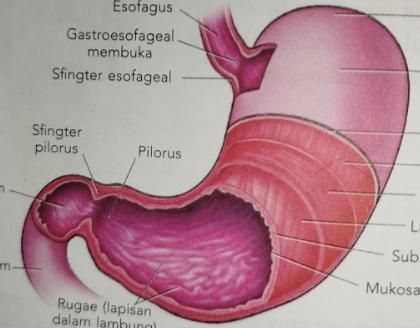 Esofagus
Gastroesofageal
membuka
Sfingter esofageal
Sfingter
pilorus
Pilorus
Rugae (lapisan
dalam lambung)
Sub
Mukosa